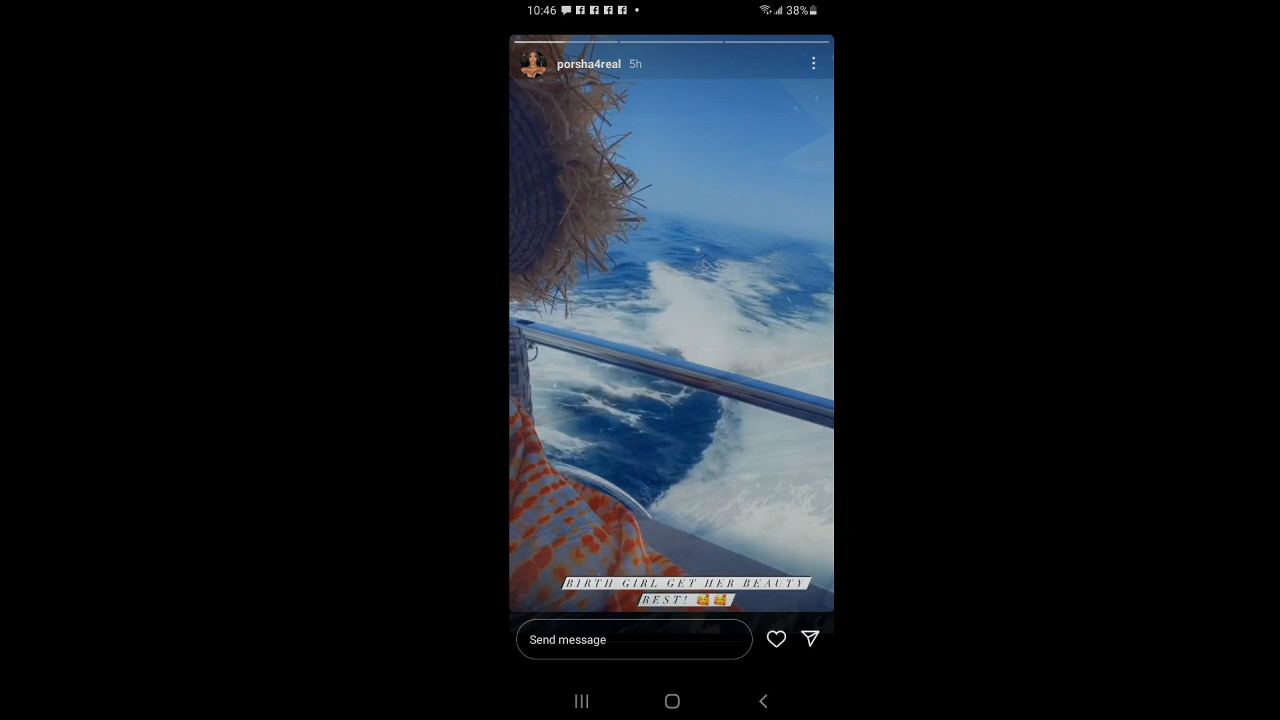 10:46 38%
porsha4real 5h
BIRTH GIRL GET HER BEAUTY
REST! 🥰🥰
Send message